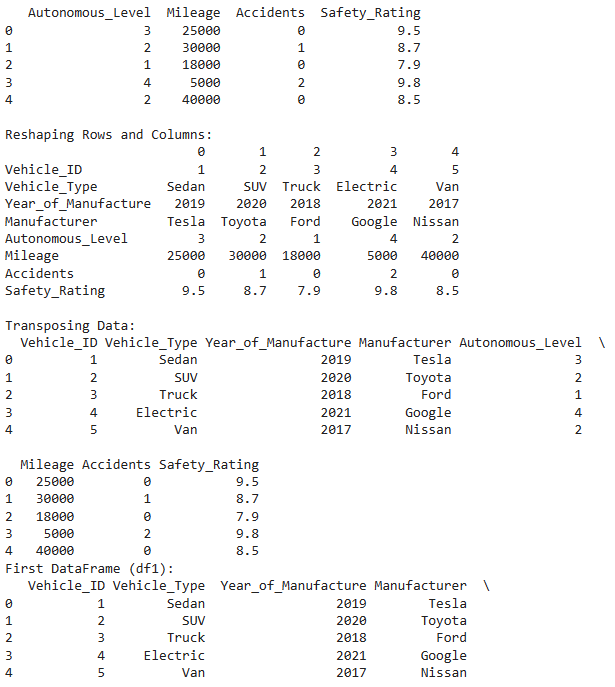 Autonomous_Level  Mileage  Accidents  Safety_Rating
0                 3    25000          0            9.5
1                 2    30000          1            8.7
2                 1    18000          0            7.9
3                 4     5000          2            9.8
4                 2    40000          0            8.5

Reshaping Rows and Columns:
                         0       1      2         3       4
Vehicle_ID               1       2      3         4       5
Vehicle_Type         Sedan     SUV  Truck  Electric     Van
Year_of_Manufacture   2019    2020   2018      2021    2017
Manufacturer         Tesla  Toyota   Ford    Google  Nissan
Autonomous_Level         3       2      1         4       2
Mileage              25000   30000  18000      5000   40000
Accidents                0       1      0         2       0
Safety_Rating          9.5     8.7    7.9       9.8     8.5

Transposing Data:
  Vehicle_ID Vehicle_Type Year_of_Manufacture Manufacturer Autonomous_Level  \
0          1        Sedan                2019        Tesla                3
1          2          SUV                2020       Toyota                2
2          3        Truck                2018         Ford                1
3          4     Electric                2021       Google                4
4          5          Van                2017       Nissan                2

  Mileage Accidents Safety_Rating
0   25000         0           9.5
1   30000         1           8.7
2   18000         0           7.9
3    5000         2           9.8
4   40000         0           8.5
First DataFrame (df1):
   Vehicle_ID Vehicle_Type  Year_of_Manufacture Manufacturer  \
0           1        Sedan                 2019        Tesla
1           2          SUV                 2020       Toyota
2           3        Truck                 2018         Ford
3           4     Electric                 2021       Google
4           5          Van                 2017       Nissan